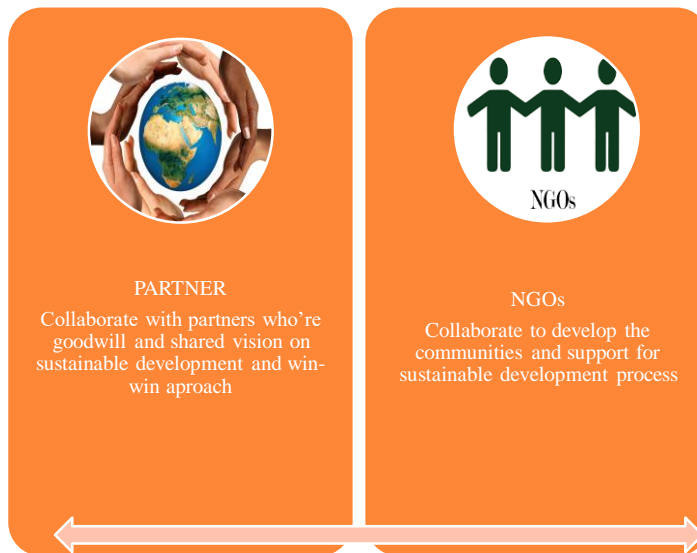 PARTNER
Collaborate with partners who're
goodwill and shared vision on
sustainable development and win-
win aproach
NGOs
NGOs
Collaborate to develop the
communities and support for
sustainable development process